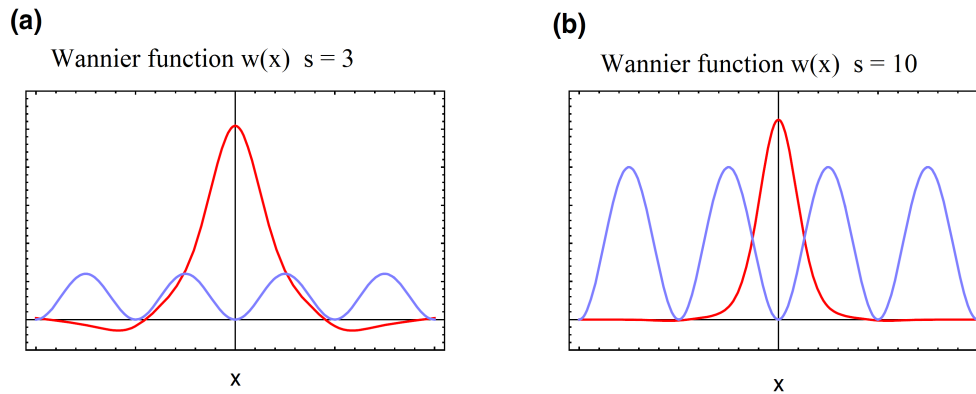 (a)
Wannier function w(x) s = 3
x
(b)
Wannier function w(x) s = 10
x